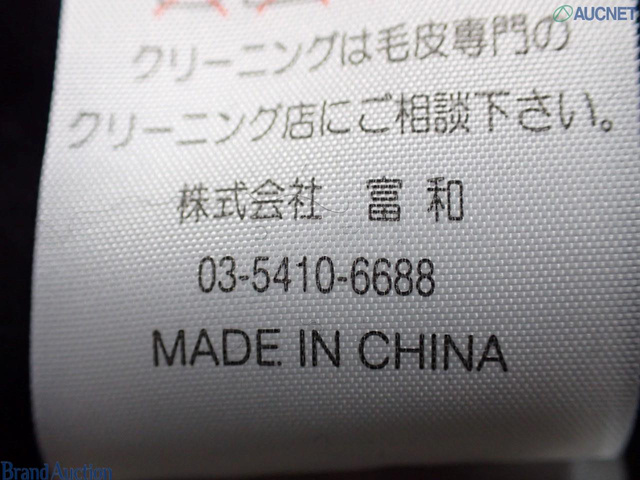 AUCNET
クリーニングは毛皮専門の
クリーニング店にご相談下さい。
株式会社 富和
03-5410-6688
MADE IN CHINA
Brand Auction